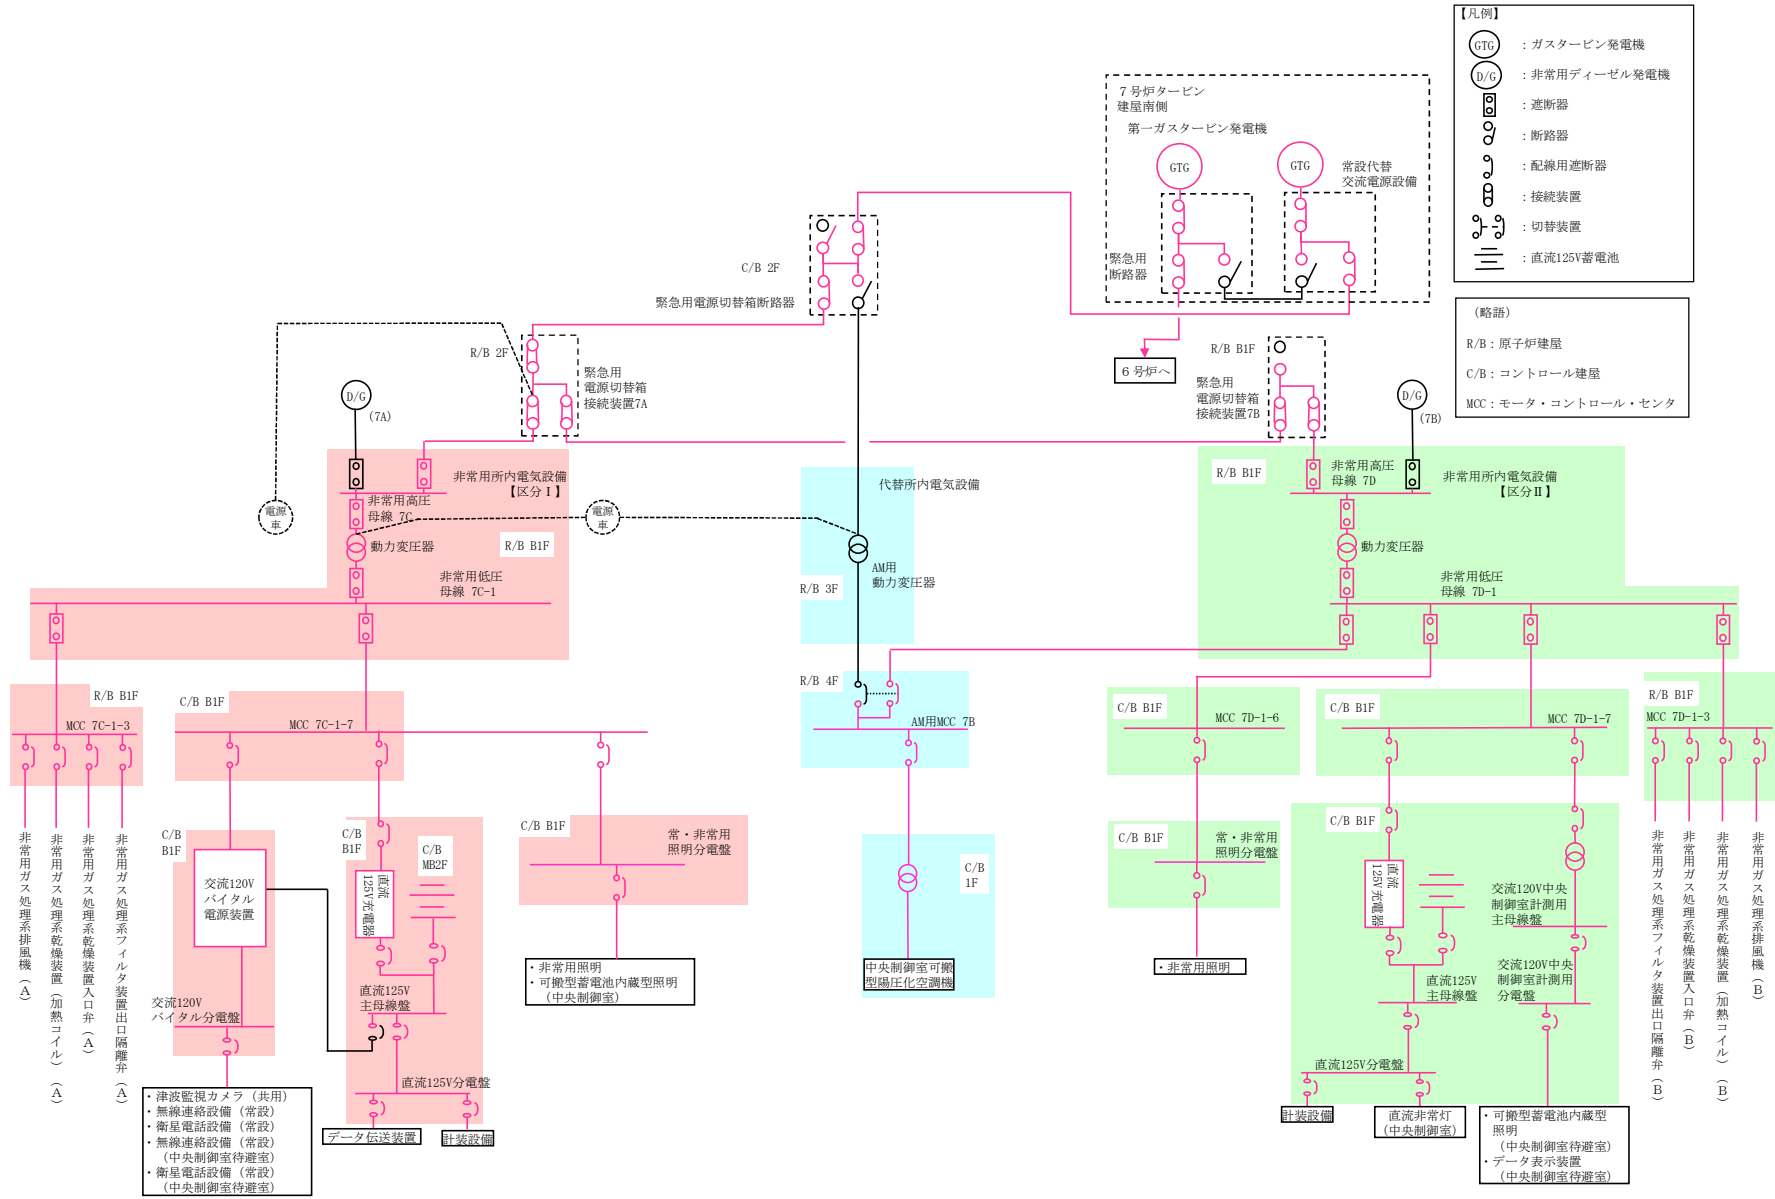 【凡例】
GTG
：ガスタービン発電機
D/G
：非常用ディーゼル発電機
：遮断器
：断路器
：配線用遮断器
：接続装置
：切替装置
：直流125V蓄電池
（略語）
R/B：原子炉建屋
C/B：コントロール建屋
MCC：モータ・コントロール・センタ
７号炉タービン
建屋南側
第一ガスタービン発電機
GTG
GTG
常設代替
交流電源設備
緊急用
断路器
６号炉へ
C/B 2F
緊急用電源切替箱断路器
R/B 2F
緊急用
電源切替箱
接続装置7A
R/B B1F
緊急用
電源切替箱
接続装置7B
D/G
(7A)
D/G
(7B)
電源
車
電源
車
非常用所内電気設備
【区分Ⅰ】
非常用高圧
母線 7C
動力変圧器
R/B B1F
非常用低圧
母線 7C-1
代替所内電気設備
AM用
動力変圧器
R/B 3F
R/B 4F
AM用MCC 7B
R/B B1F
非常用高圧
母線 7D
非常用所内電気設備
【区分Ⅱ】
動力変圧器
非常用低圧
母線 7D-1
R/B B1F
MCC 7C-1-3
C/B B1F
MCC 7C-1-7
C/B B1F
MCC 7D-1-6
C/B B1F
MCC 7D-1-7
R/B B1F
MCC 7D-1-3
非常用ガス処理系排風機（Ａ）
非常用ガス処理系乾燥装置（加熱コイル）（Ａ）
非常用ガス処理系乾燥装置入口弁（Ａ）
非常用ガス処理系フィルタ装置出口隔離弁（Ａ）
C/B
B1F
交流120V
バイタル
電源装置
交流120V
バイタル分電盤
C/B
B1F
C/B
MB2F
直流
125V充電器
直流125V
主母線盤
直流125V分電盤
C/B B1F
常・非常用
照明分電盤
・非常用照明
・可搬型蓄電池内蔵型照明
（中央制御室）
C/B
1F
中央制御室可搬
型陽圧化空調機
C/B B1F
常・非常用
照明分電盤
・非常用照明
C/B B1F
直流
125V充電器
交流120V中央
制御室計測用
主母線盤
交流120V中央
制御室計測用
分電盤
直流125V
主母線盤
直流125V分電盤
非常用ガス処理系フィルタ装置出口隔離弁（Ｂ）
非常用ガス処理系乾燥装置入口弁（Ｂ）
非常用ガス処理系乾燥装置（加熱コイル）（Ｂ）
非常用ガス処理系排風機（Ｂ）
・津波監視カメラ（共用）
・無線連絡設備（常設）
・衛星電話設備（常設）
・無線連絡設備（常設）
（中央制御室待避室）
・衛星電話設備（常設）
（中央制御室待避室）
データ伝送装置
計装設備
計装設備
直流非常灯
（中央制御室）
・可搬型蓄電池内蔵型
照明
（中央制御室待避室）
・データ表示装置
（中央制御室待避室）